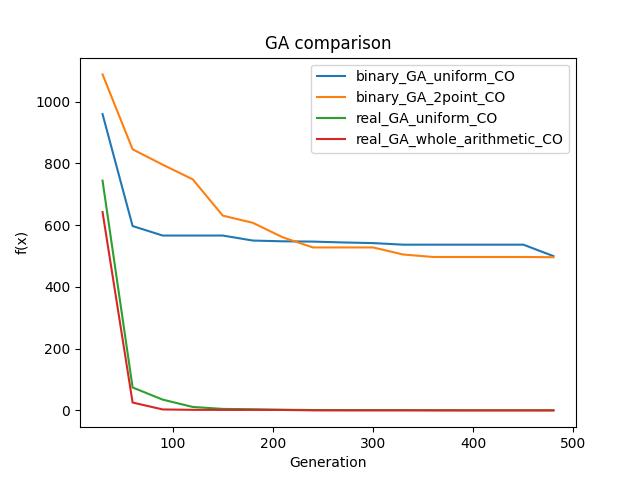 GA comparison
binary_GA_uniform_CO
binary_GA_2point_CO
real_GA_uniform_CO
real_GA_whole_arithmetic_CO
f(x)
1000
800
600
400
200
0
100 200 300 400 500
Generation